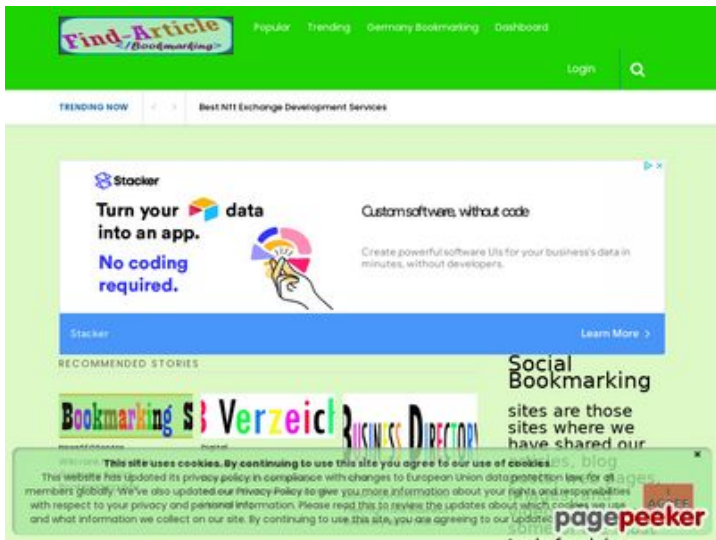 Find-Article
</Bookmarking>
Popular Trending Germany Bookmarking Dashboard
Login
TRENDING NOW Best Nft Exchange Development Services
Stacker
Turn your data
into an app.
No coding
required.
Custom software, without code
Create powerful software UIs for your business's data in
minutes, without developers.
Stacker Learn More >
RECOMMENDED STORIES
Social
Bookmarking
sites are those
sites where we
have shared our
Bookmarking S
Verzeic
BUSINESS DIRECTORY
This site uses cookies. By continuing to use this site you agree to our use of cookies.
This website has updated its privacy policy in compliance with changes to European Union data protection law, for all
members globally. We've also updated our Privacy Policy to give you more information about your rights and responsibilities
with respect to your privacy and personal information. Please read this to review the updates about which cookies we use
and what information we collect on our site. By continuing to use this site, you are agreeing to our updated
I
AGREE
pagepeeker